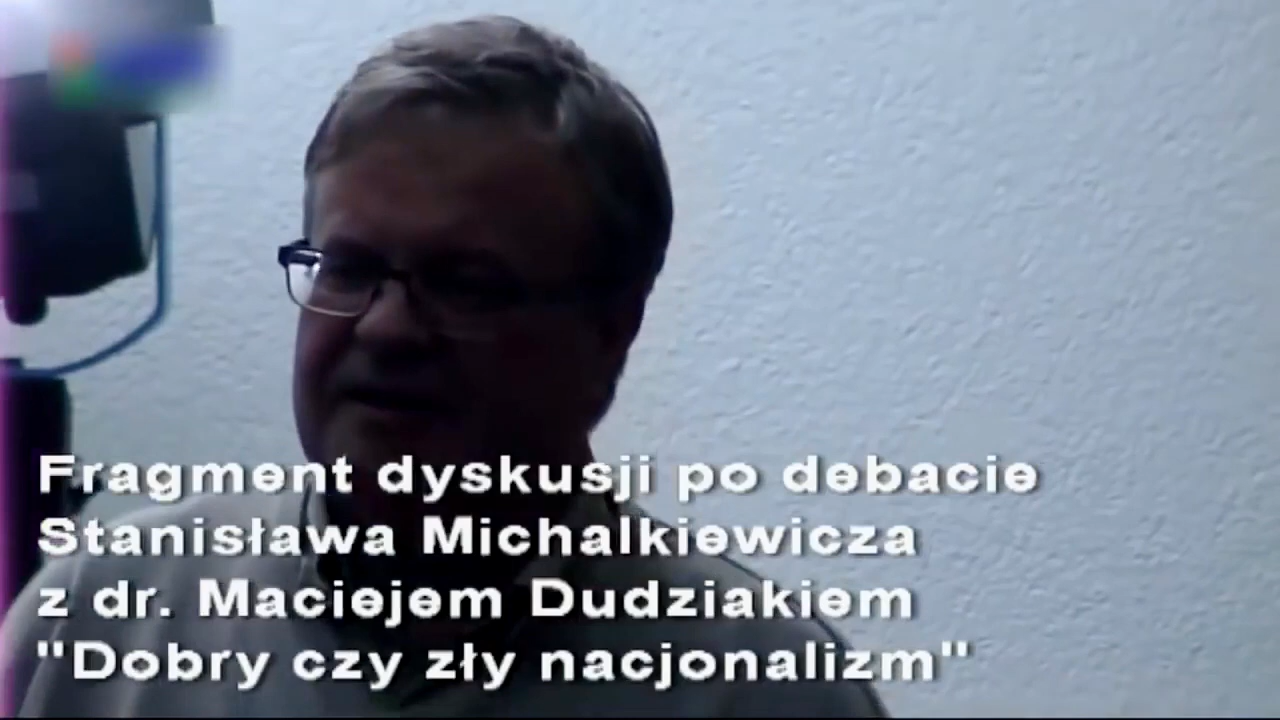 Fragment dyskusji po debacie
Stanisława Michalkiewicza
z dr. Maciejem Dudziakiem
"Dobry czy zły nacjonalizm"